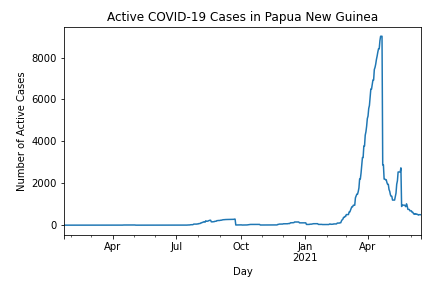 Active COVID-19 Cases in Papua New Guinea
Number of Active Cases
8000
6000
4000
2000
0
Apr
Jul
Oct
Jan
2021
Apr
Day